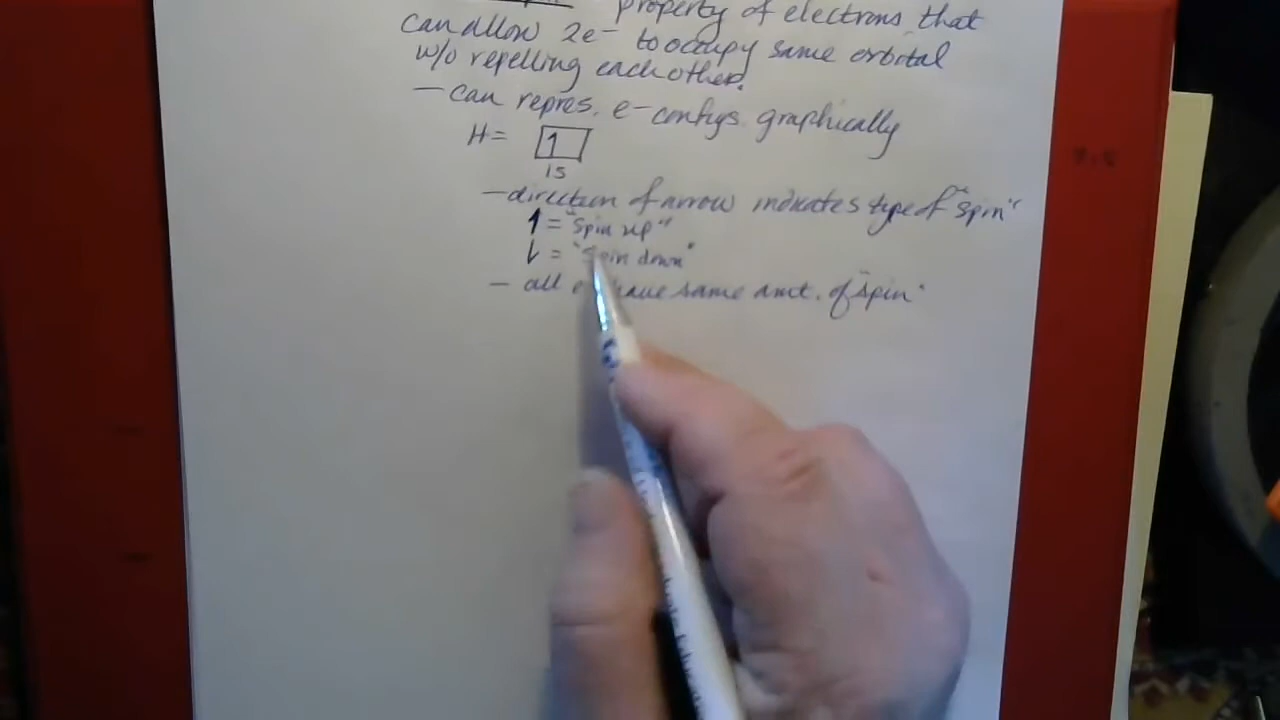 property of electrons that
can allow 2e⁻ to occupy same orbital
w/o repelling each other.
- can repres. e- configs. graphically
H = 1
1s
- direction of arrow indicates type of "spin"
↿ = "spin up"
⇂ = "spin down"
- all e have same amt. of "spin"